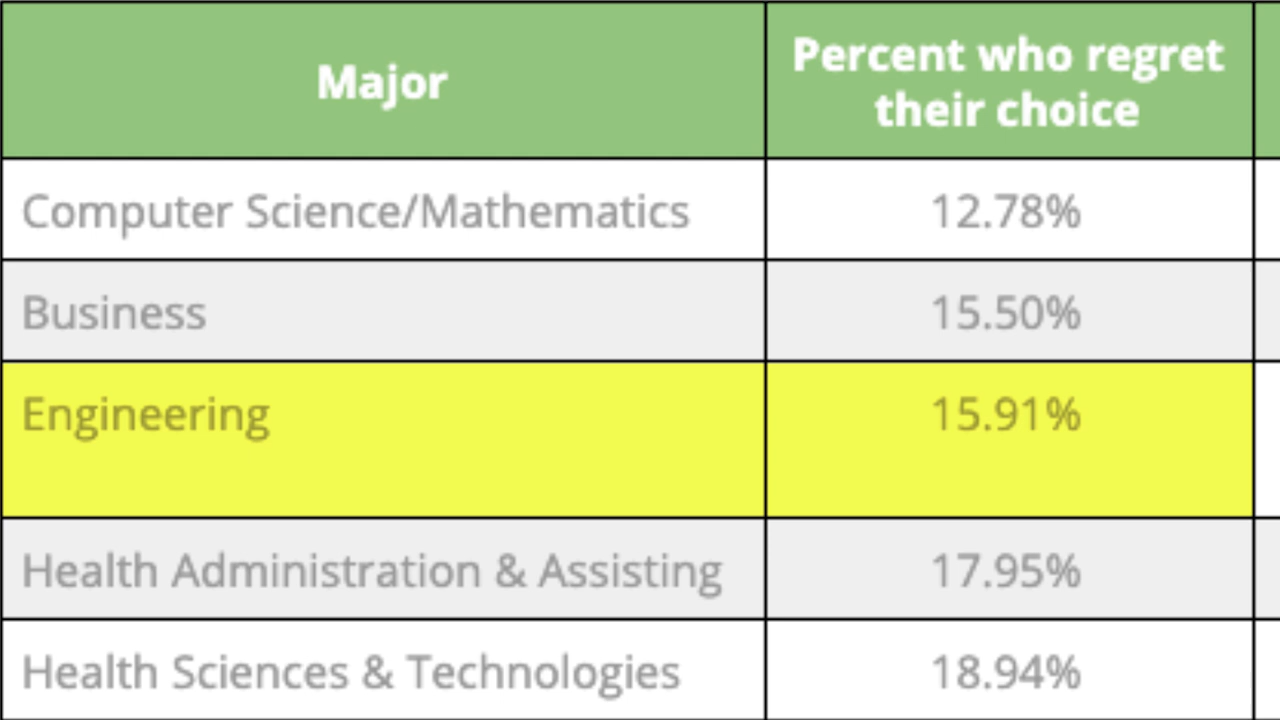 Major
Percent who regret
their choice
Computer Science/Mathematics
12.78%
Business
15.50%
Engineering
15.91%
Health Administration & Assisting
17.95%
Health Sciences & Technologies
18.94%